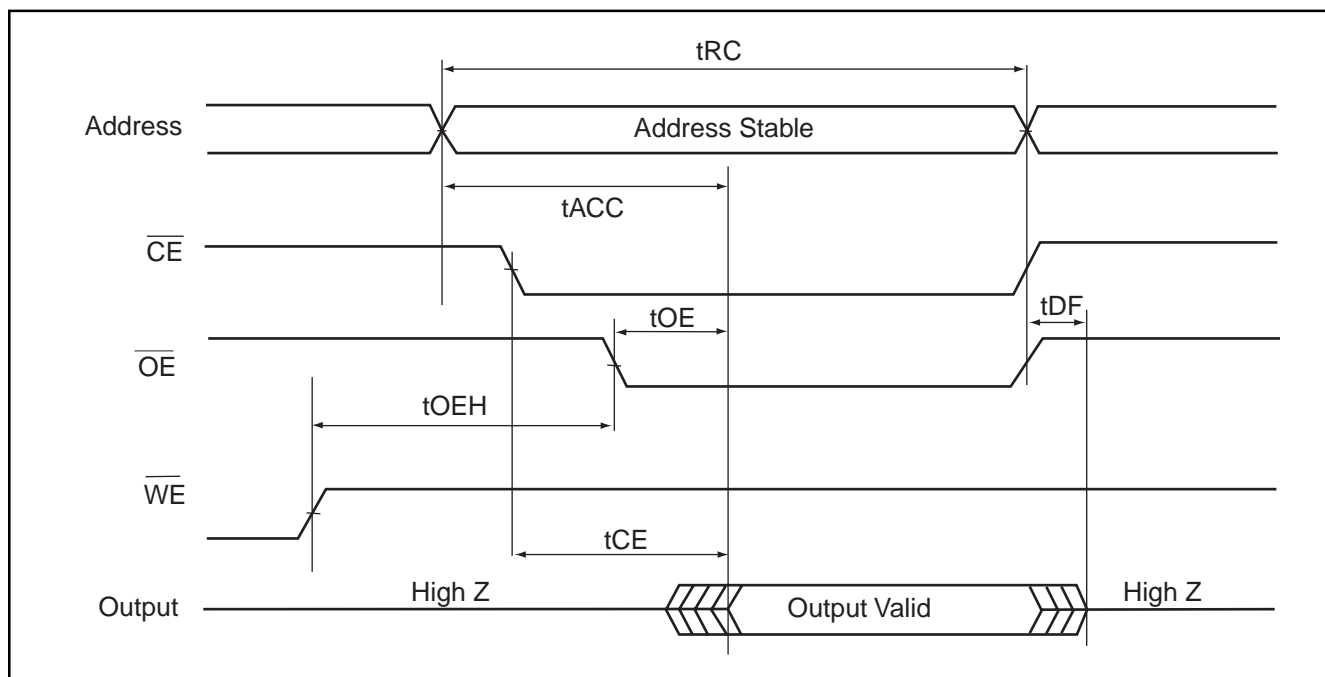 tRC
Address
Address Stable
tACC
CE
tDF
tOE
OE
tOEH
WE
tCE
High Z
Output
Output Valid
High Z